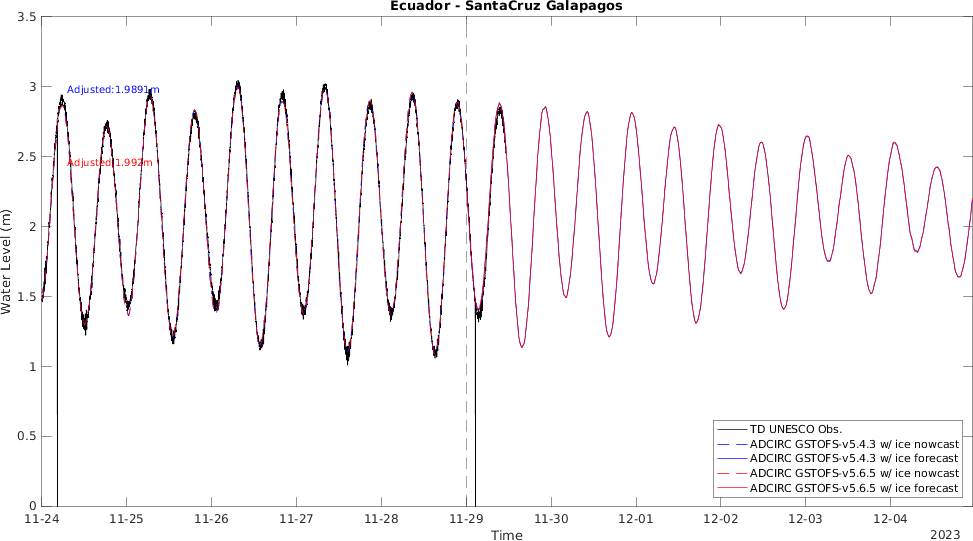 Ecuador - SantaCruz Galapagos
3.5
3
2.5
2
1.5
1
0.5
0
Water Level (m)
Adjusted:1.9891m
Adjusted:1.992m
TD UNESCO Obs.
ADCIRC GSTOFS-v5.4.3 w/ ice nowcast
ADCIRC GSTOFS-v5.4.3 w/ ice forecast
ADCIRC GSTOFS-v5.6.5 w/ ice nowcast
ADCIRC GSTOFS-v5.6.5 w/ ice forecast
11-24 11-25 11-26 11-27 11-28 11-29 11-30 12-01 12-02 12-03 12-04
Time
2023